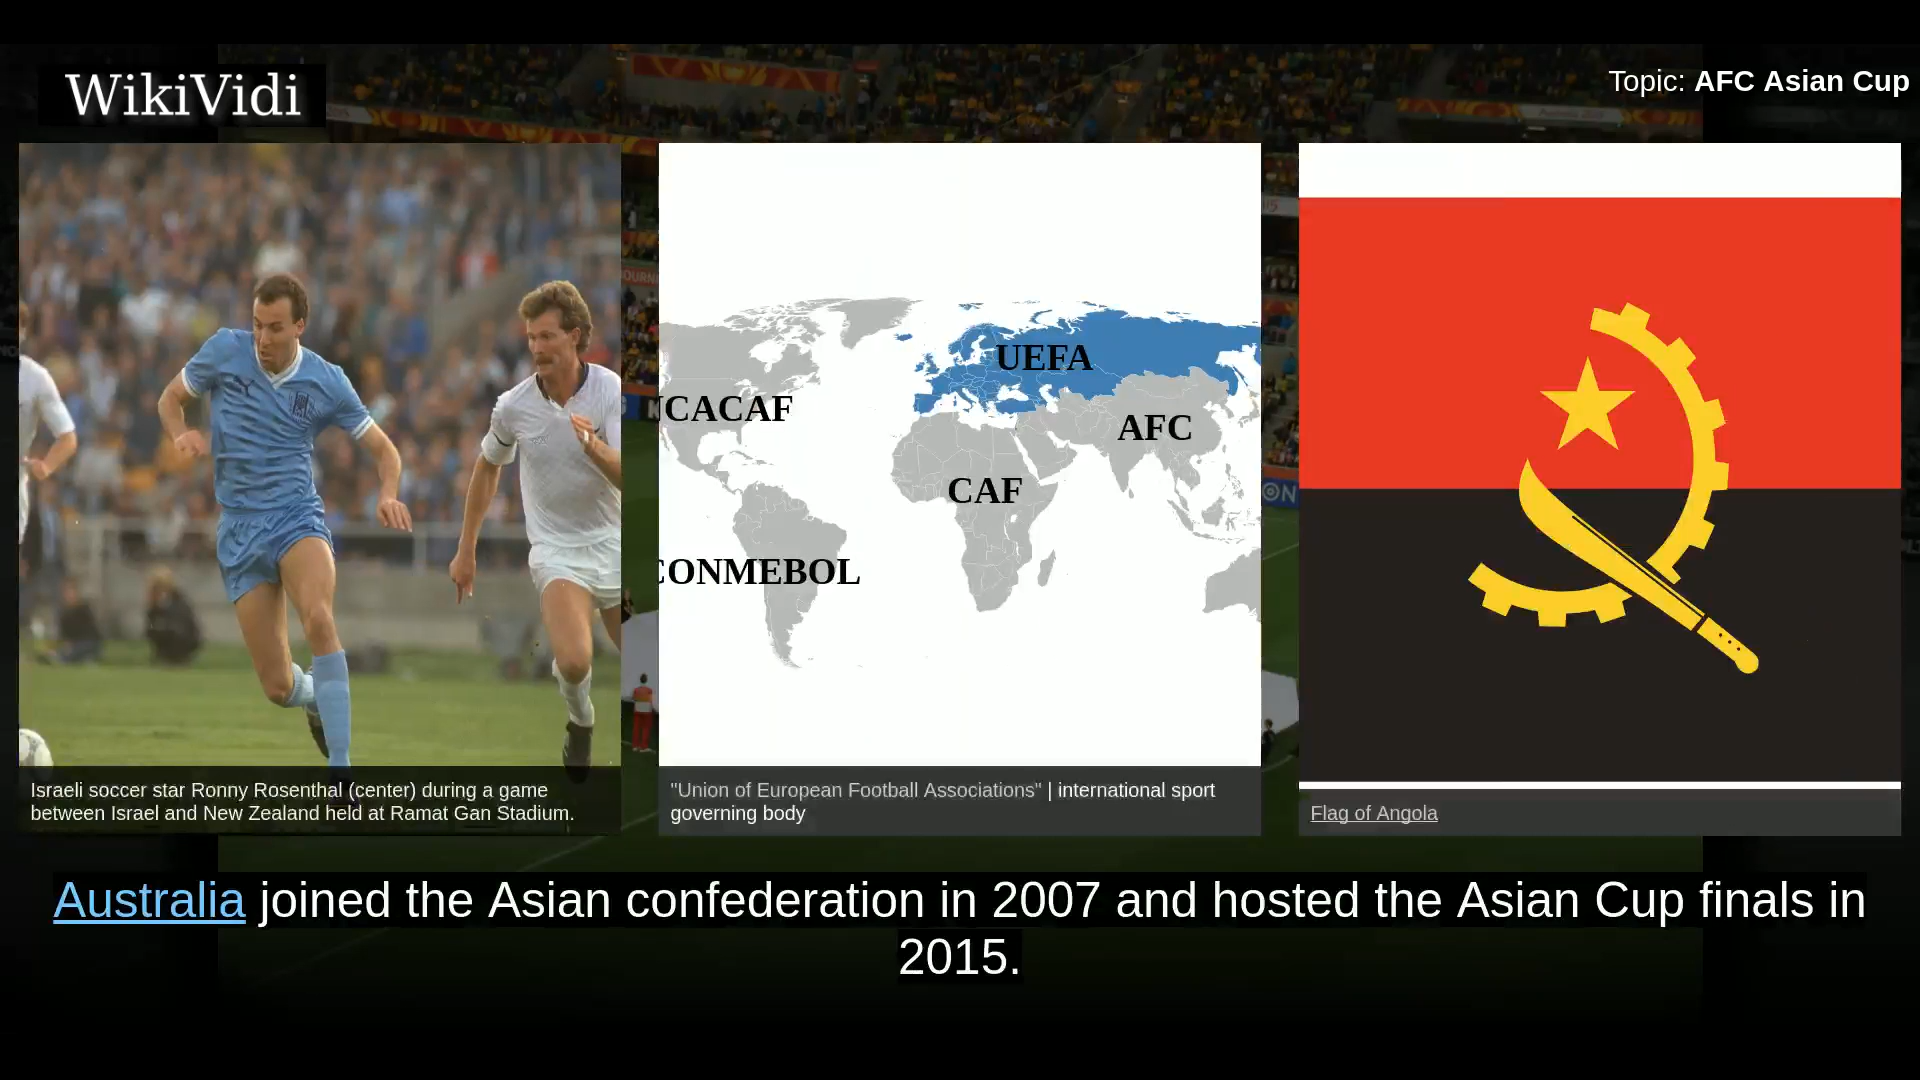 WikiVidi
Topic: AFC Asian Cup
UEFA
NCACAF
AFC
CAF
CONMEBOL
Israeli soccer star Ronny Rosenthal (center) during a game
between Israel and New Zealand held at Ramat Gan Stadium.
"Union of European Football Associations" | international sport
governing body
Flag of Angola
Australia joined the Asian confederation in 2007 and hosted the Asian Cup finals in
2015.